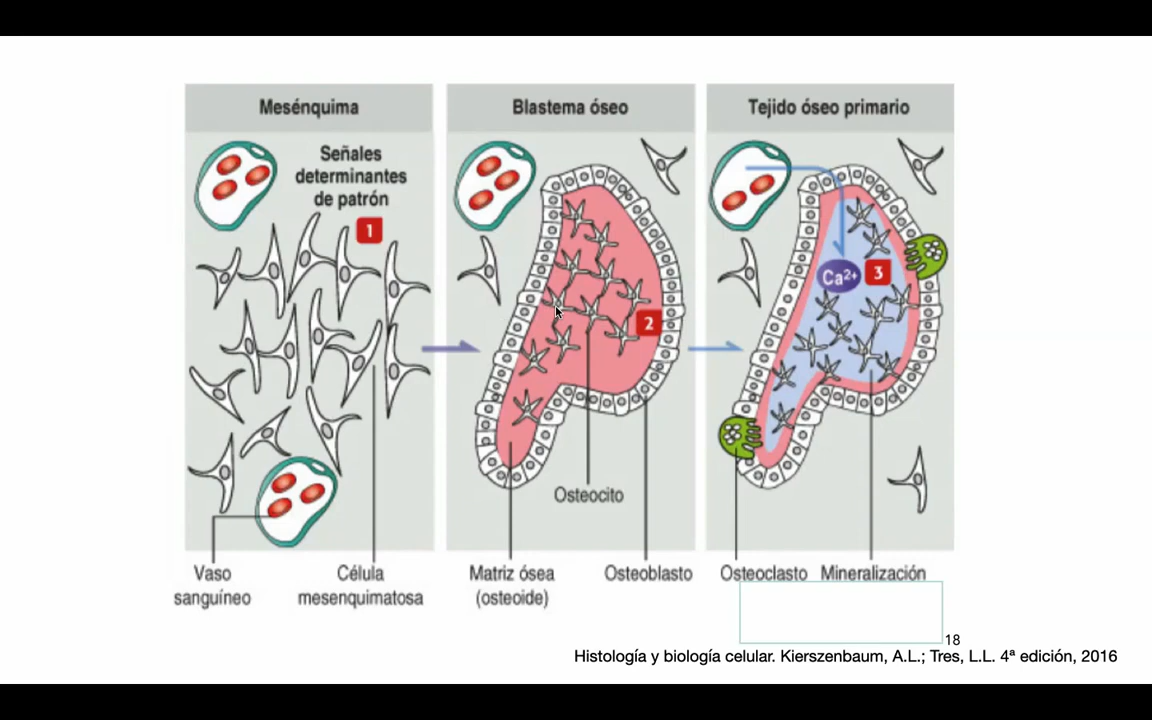 Mesénquima
Señales
determinantes
de patrón
1
Vaso
sanguíneo
Célula
mesenquimatosa
Blastema óseo
2
Osteocito
Matriz ósea
(osteoide)
Osteoblasto
Tejido óseo primario
Ca2+
3
Osteoclasto
Mineralización
18
Histología y biología celular. Kierszenbaum, A.L.; Tres, L.L. 4ª edición, 2016